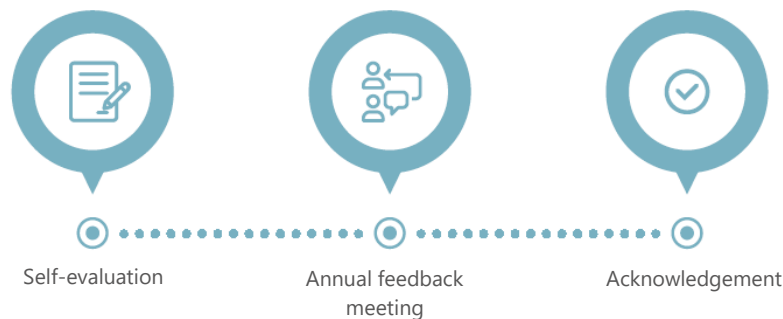 Self-evaluation
Annual feedback
meeting
Acknowledgement